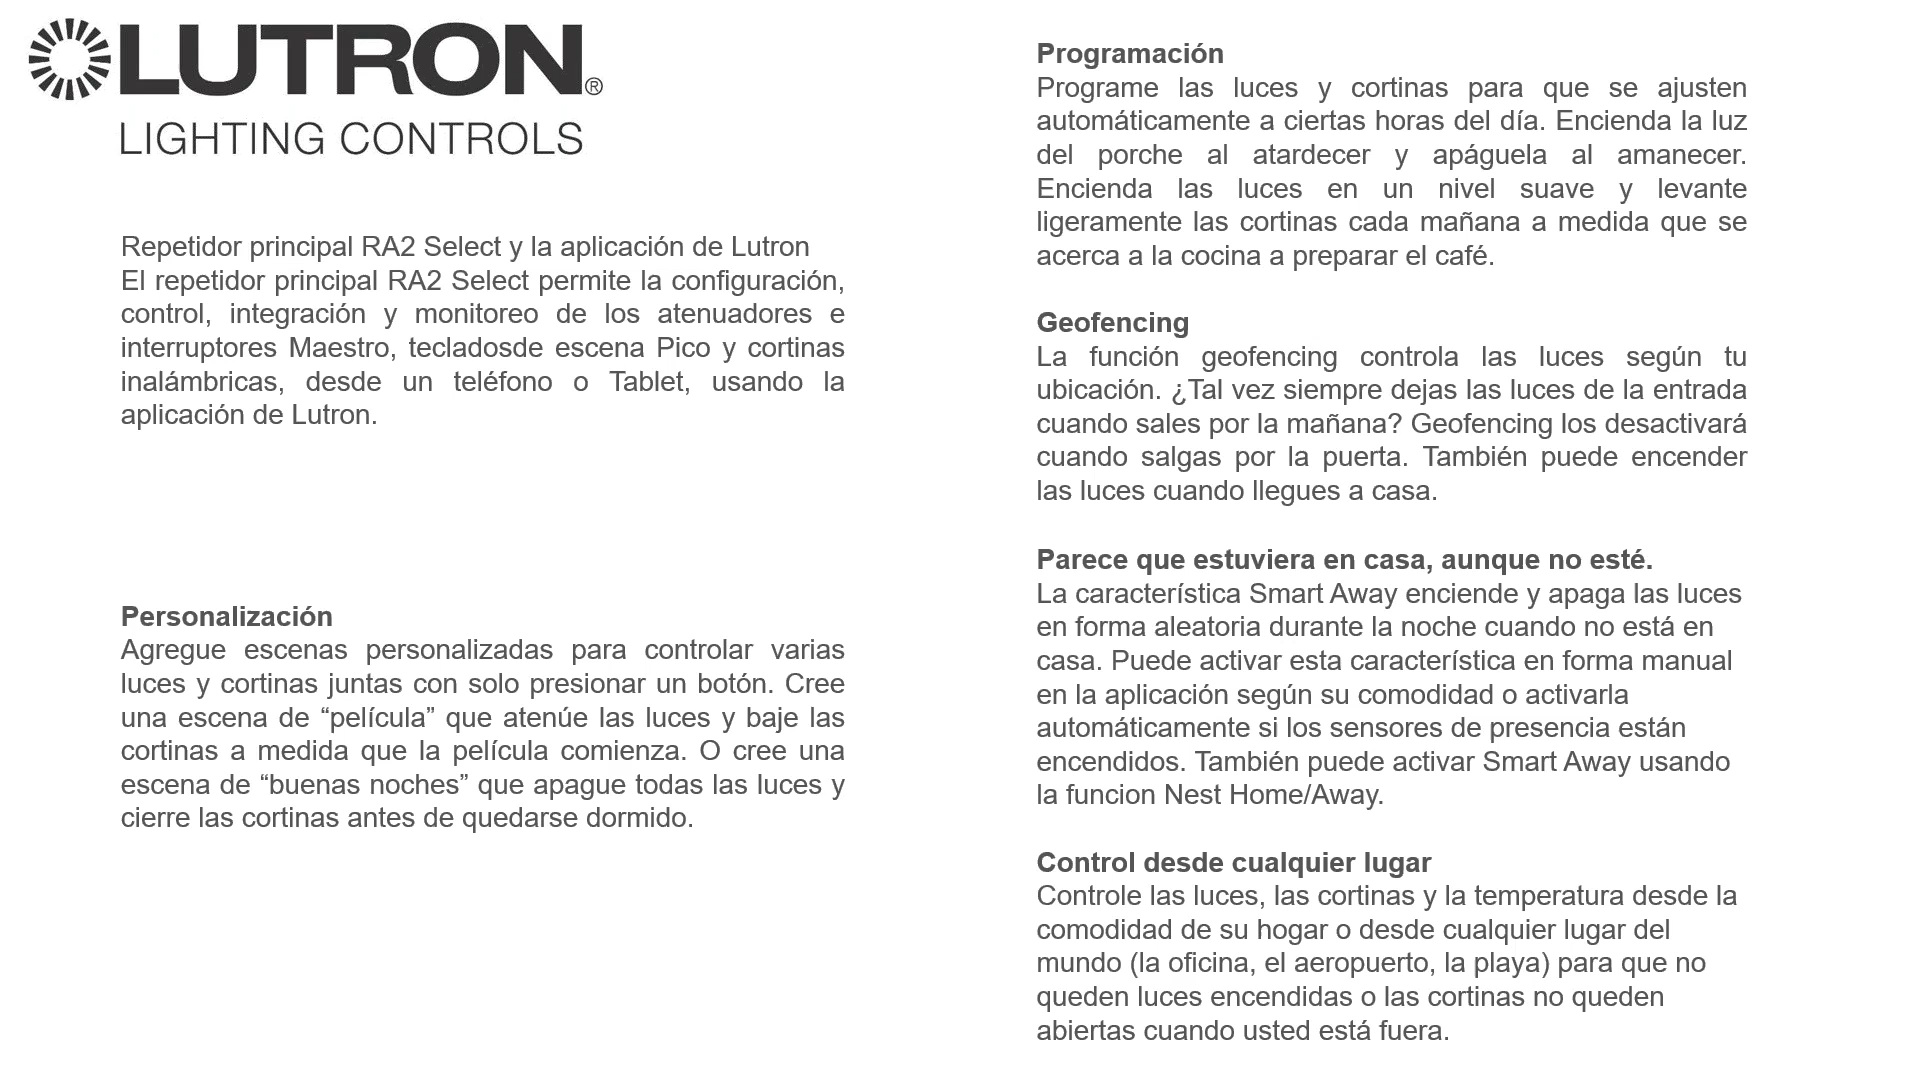 LUTRON®
LIGHTING CONTROLS
Repetidor principal RA2 Select y la aplicación de Lutron
El repetidor principal RA2 Select permite la configuración,
control, integración y monitoreo de los atenuadores e
interruptores Maestro, tecladosde escena Pico y cortinas
inalámbricas, desde un teléfono o Tablet, usando la
aplicación de Lutron.
Personalización
Agregue escenas personalizadas para controlar varias
luces y cortinas juntas con solo presionar un botón. Cree
una escena de “película” que atenúe las luces y baje las
cortinas a medida que la película comienza. O cree una
escena de “buenas noches” que apague todas las luces y
cierre las cortinas antes de quedarse dormido.
Programación
Programe las luces y cortinas para que se ajusten
automáticamente a ciertas horas del día. Encienda la luz
del porche al atardecer y apáguela al amanecer.
Encienda las luces en un nivel suave y levante
ligeramente las cortinas cada mañana a medida que se
acerca a la cocina a preparar el café.
Geofencing
La función geofencing controla las luces según tu
ubicación. ¿Tal vez siempre dejas las luces de la entrada
cuando sales por la mañana? Geofencing los desactivará
cuando salgas por la puerta. También puede encender
las luces cuando llegues a casa.
Parece que estuviera en casa, aunque no esté.
La característica Smart Away enciende y apaga las luces
en forma aleatoria durante la noche cuando no está en
casa. Puede activar esta característica en forma manual
en la aplicación según su comodidad o activarla
automáticamente si los sensores de presencia están
encendidos. También puede activar Smart Away usando
la funcion Nest Home/Away.
Control desde cualquier lugar
Controle las luces, las cortinas y la temperatura desde la
comodidad de su hogar o desde cualquier lugar del
mundo (la oficina, el aeropuerto, la playa) para que no
queden luces encendidas o las cortinas no queden
abiertas cuando usted está fuera.